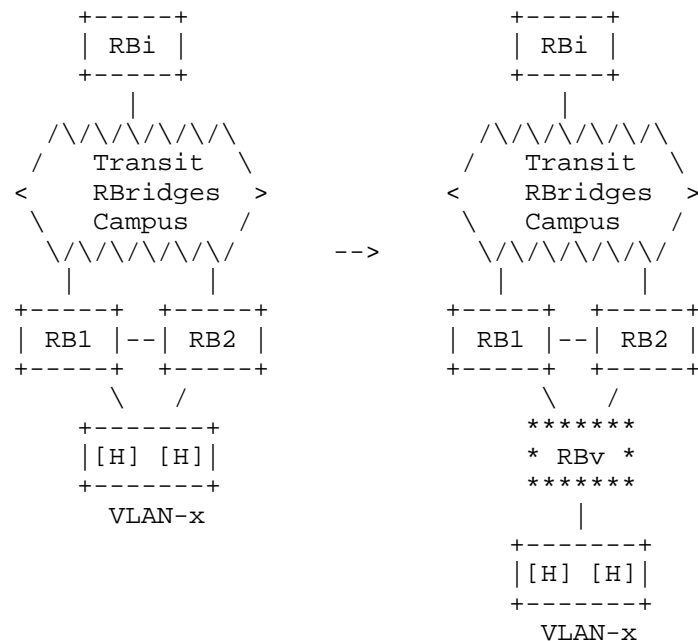 RBi RBi
Transit Transit
RBridges RBridges
Campus Campus
-->
RB1 -- RB2 RB1 -- RB2
[H] [H] * RBv *
VLAN-x
[H] [H]
VLAN-x